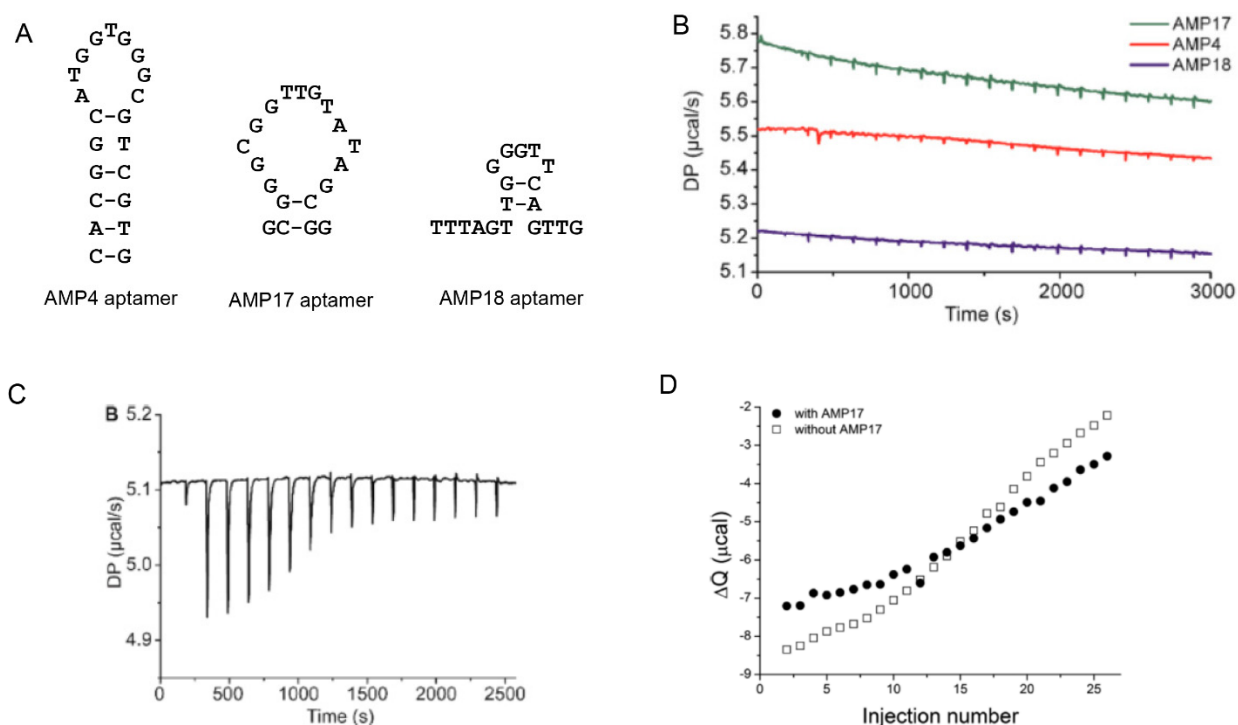 A
B
C
D
T
G
G
T
G
G
G
T
A
C
C – G
G – T
G – C
C – G
A – T
C – G
AMP4 aptamer
TTG
G
T
G
A
C
T
G
A
G
G
G – C
GC – GG
AMP17 aptamer
GGT
G
T
G – C
T – A
TTTAGT GTTG
AMP18 aptamer
AMP17
AMP4
AMP18
5.8
5.7
5.6
5.5
5.4
5.3
5.2
5.1
DP (µcal/s)
0
1000
2000
3000
Time (s)
B
5.2
5.1
5.0
4.9
DP (µcal/s)
0
500
1000
1500
2000
2500
Time (s)
with AMP17
without AMP17
-2
-3
-4
-5
-6
-7
-8
-9
ΔQ (µcal)
0
5
10
15
20
25
Injection number